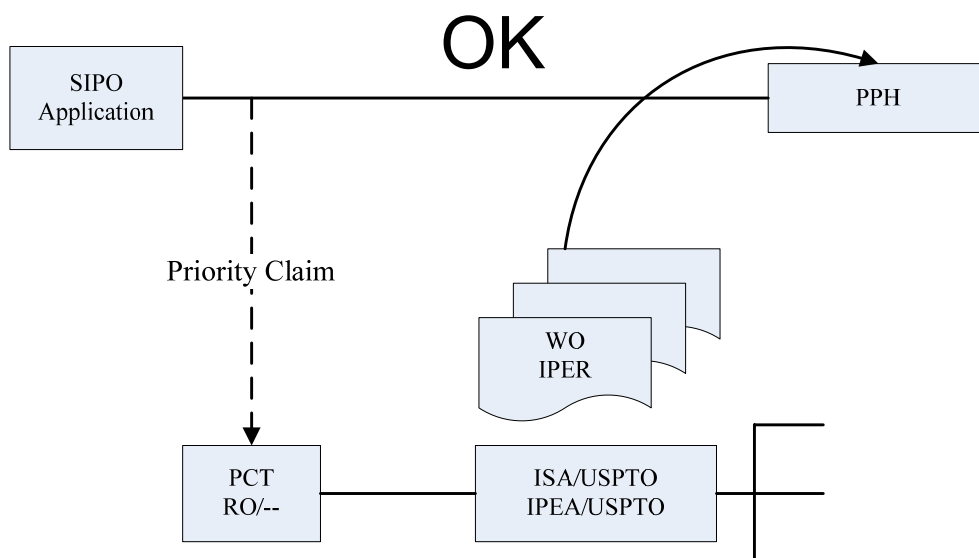 OK
SIPO
Application
PPH
Priority Claim
WO
IPER
PCT
RO/--
ISA/USPTO
IPEA/USPTO